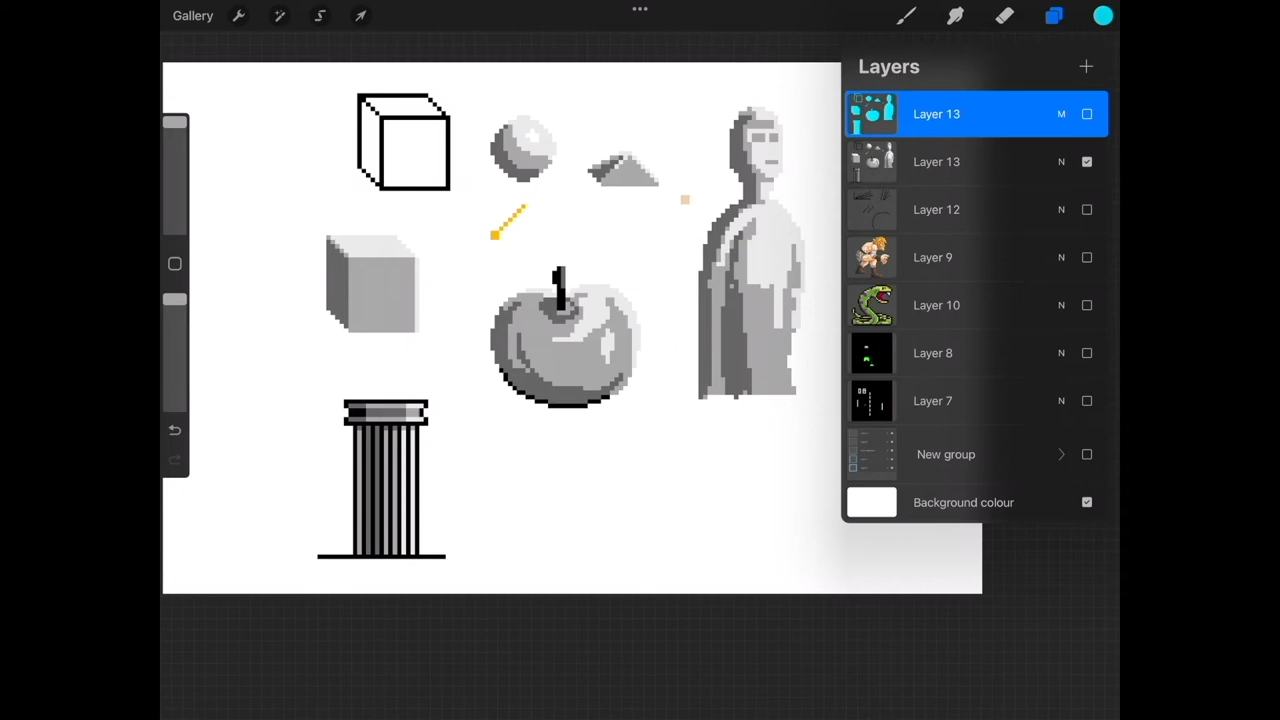 Gallery
Layers
Layer 13 M
Layer 13 N
Layer 12 N
Layer 9 N
Layer 10 N
Layer 8 N
Layer 7 N
New group
Background colour